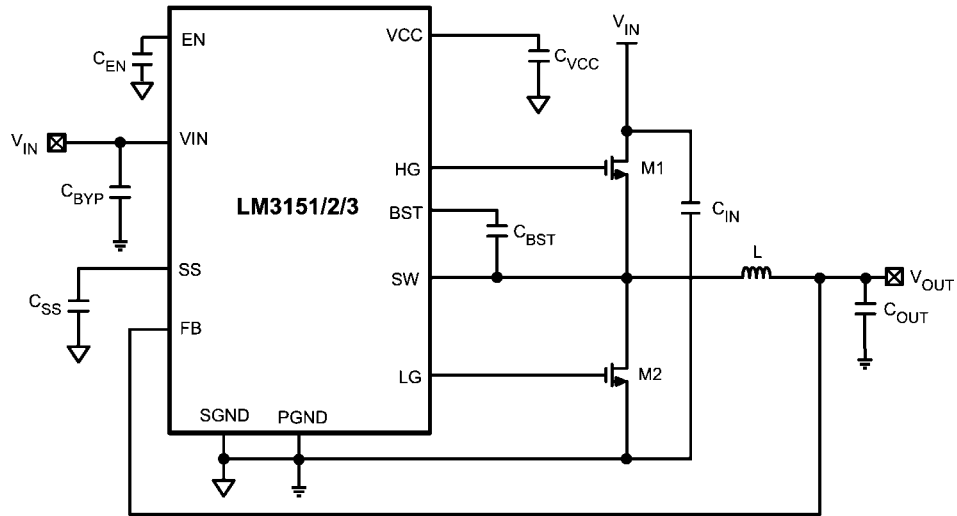 V_IN
EN
VCC
C_EN
C_VCC
V_IN
VIN
HG
M1
C_BYP
LM3151/2/3
BST
C_IN
C_BST
L
SS
SW
V_OUT
C_SS
C_OUT
FB
LG
M2
SGND
PGND